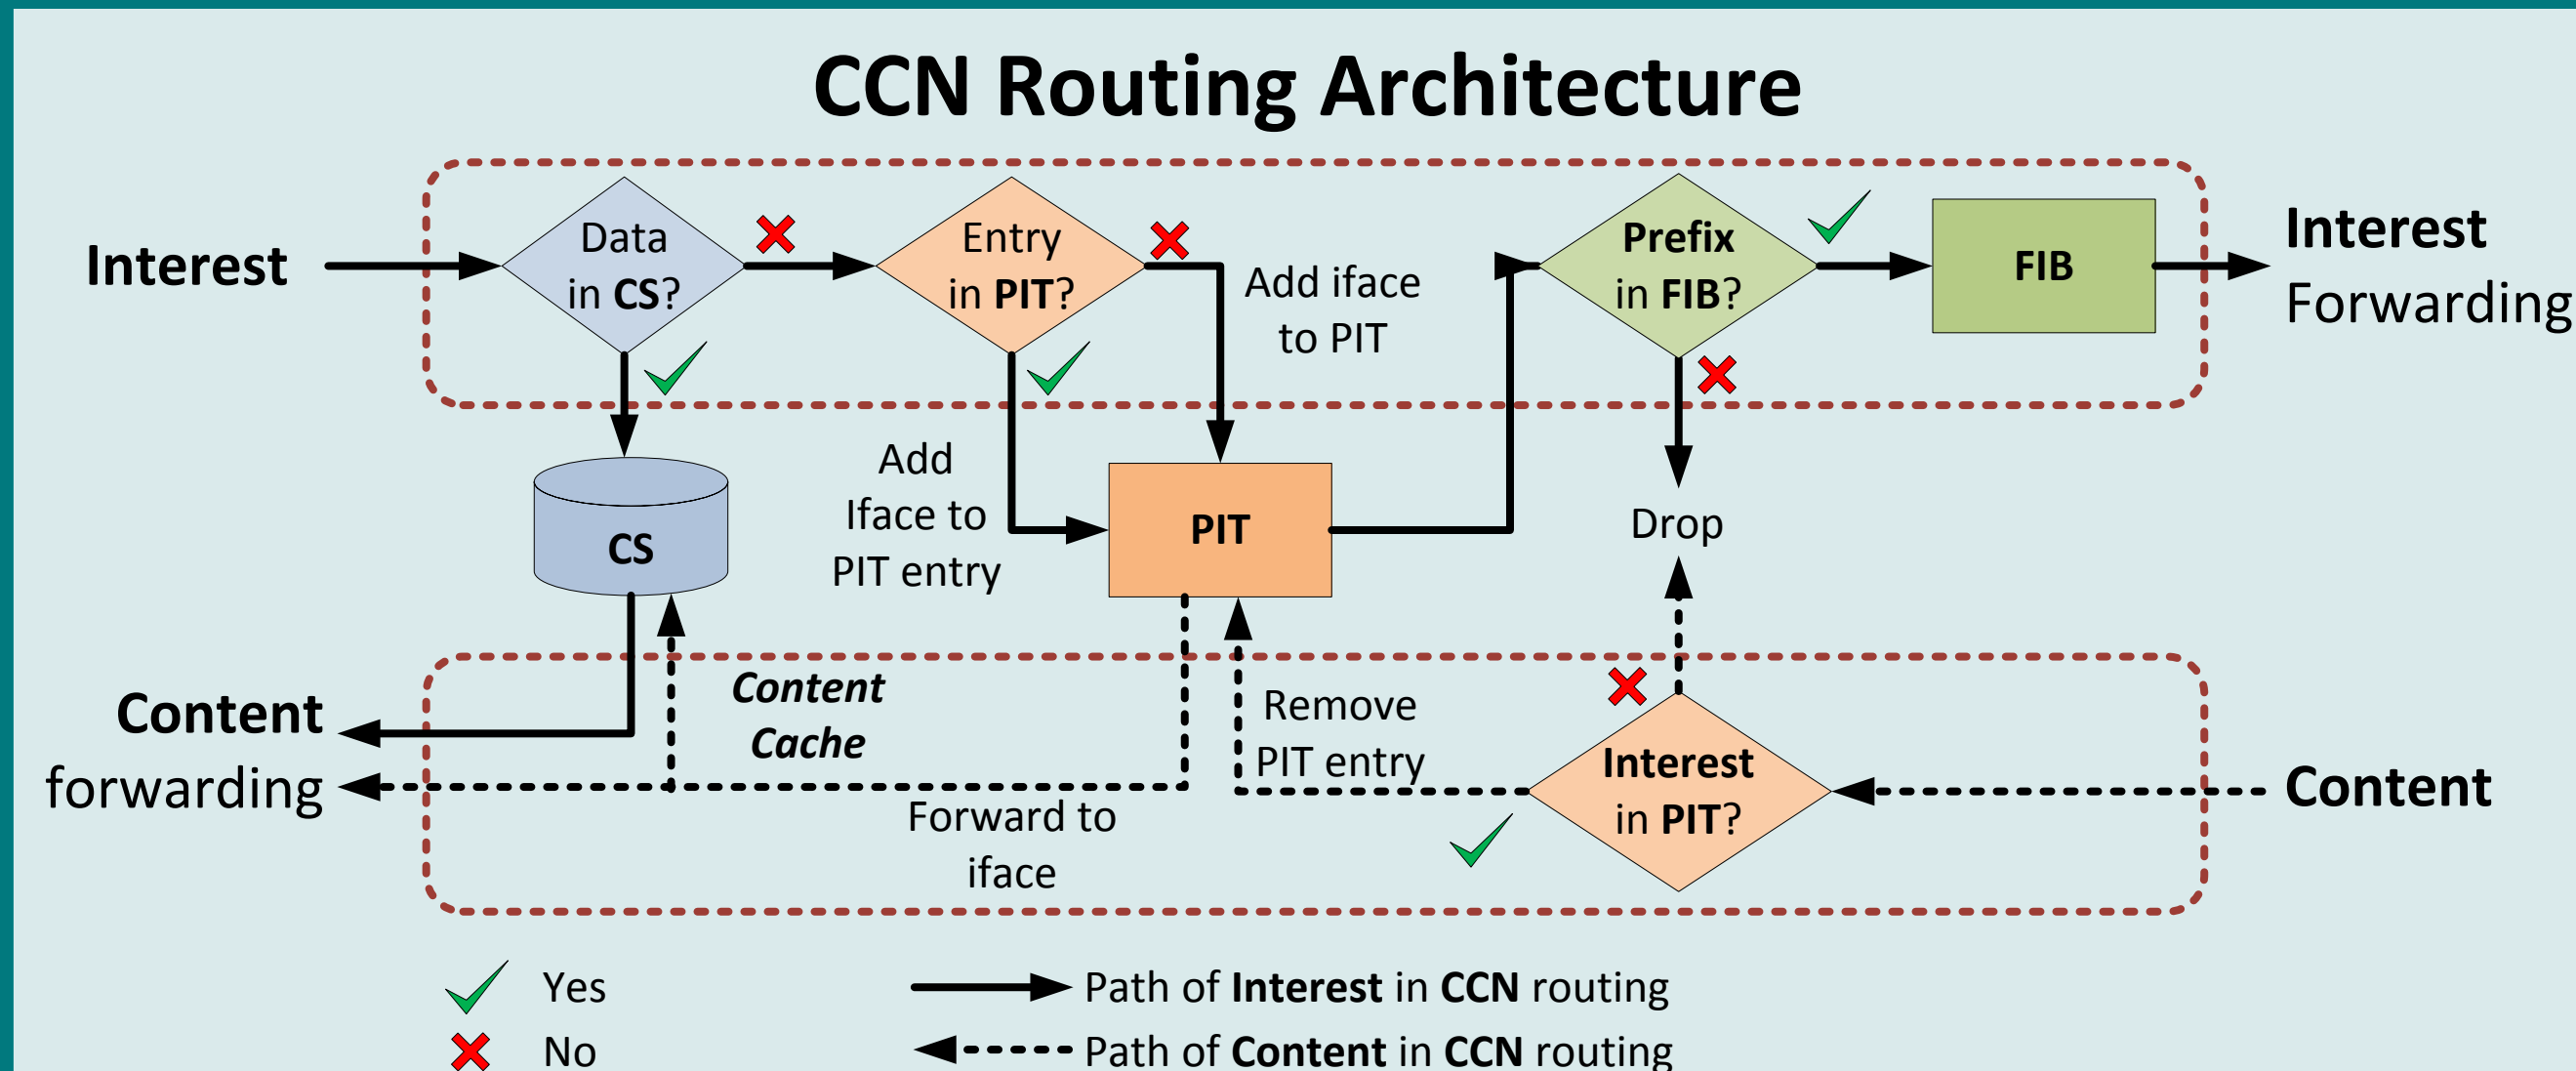 CCN Routing Architecture
Interest
Data
in CS?
Entry
in PIT?
Add iface
to PIT
Prefix
in FIB?
FIB
Interest
Forwarding
CS
Add
Iface to
PIT entry
PIT
Drop
Content
forwarding
Content
Cache
Forward to
iface
Remove
PIT entry
Interest
in PIT?
Content
Yes
Path of Interest in CCN routing
No
Path of Content in CCN routing